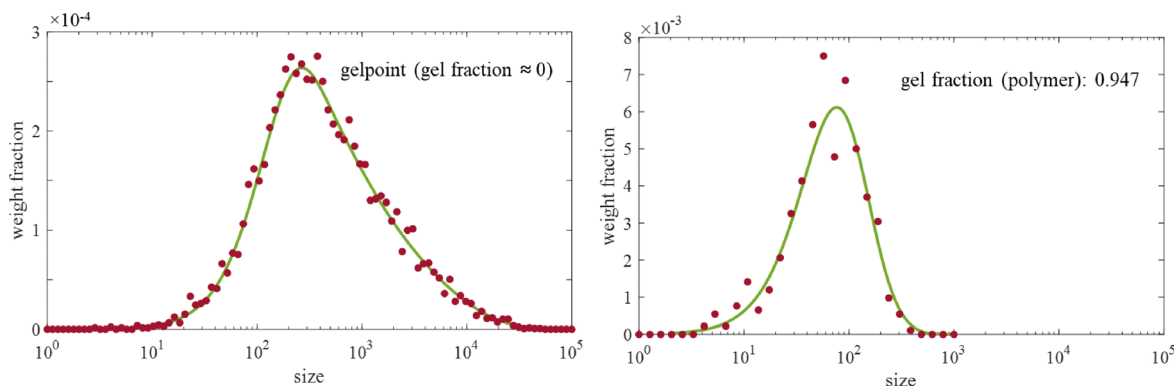 ×10⁻⁴
3
2
1
0
weight fraction
gelpoint (gel fraction ≈ 0)
10⁰ 10¹ 10² 10³ 10⁴ 10⁵
size
×10⁻³
8
7
6
5
4
3
2
1
0
weight fraction
gel fraction (polymer): 0.947
10⁰ 10¹ 10² 10³ 10⁴ 10⁵
size